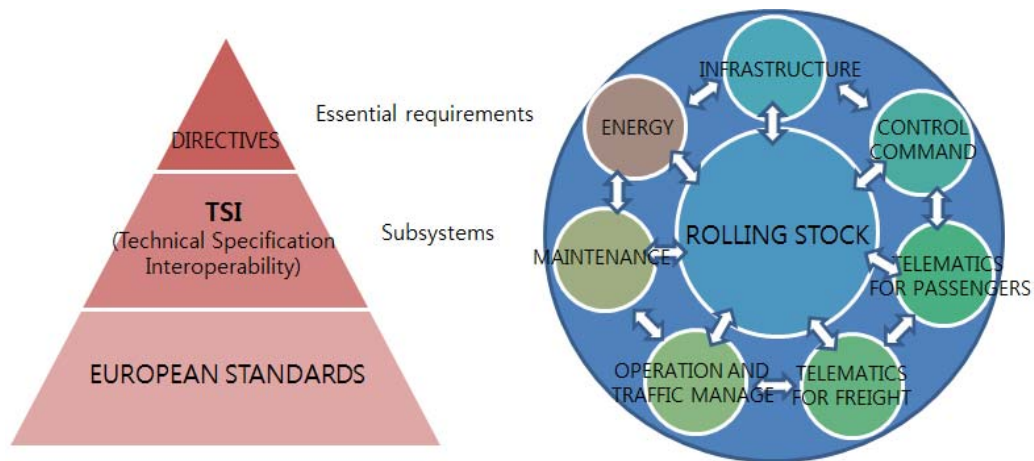 DIRECTIVES
TSI
(Technical Specification
Interoperability)
EUROPEAN STANDARDS
Essential requirements
Subsystems
INFRASTRUCTURE
ENERGY
CONTROL
COMMAND
ROLLING STOCK
MAINTENANCE
TELEMATICS
FOR PASSENGERS
OPERATION AND
TRAFFIC MANAGE
TELEMATICS
FOR FREIGHT